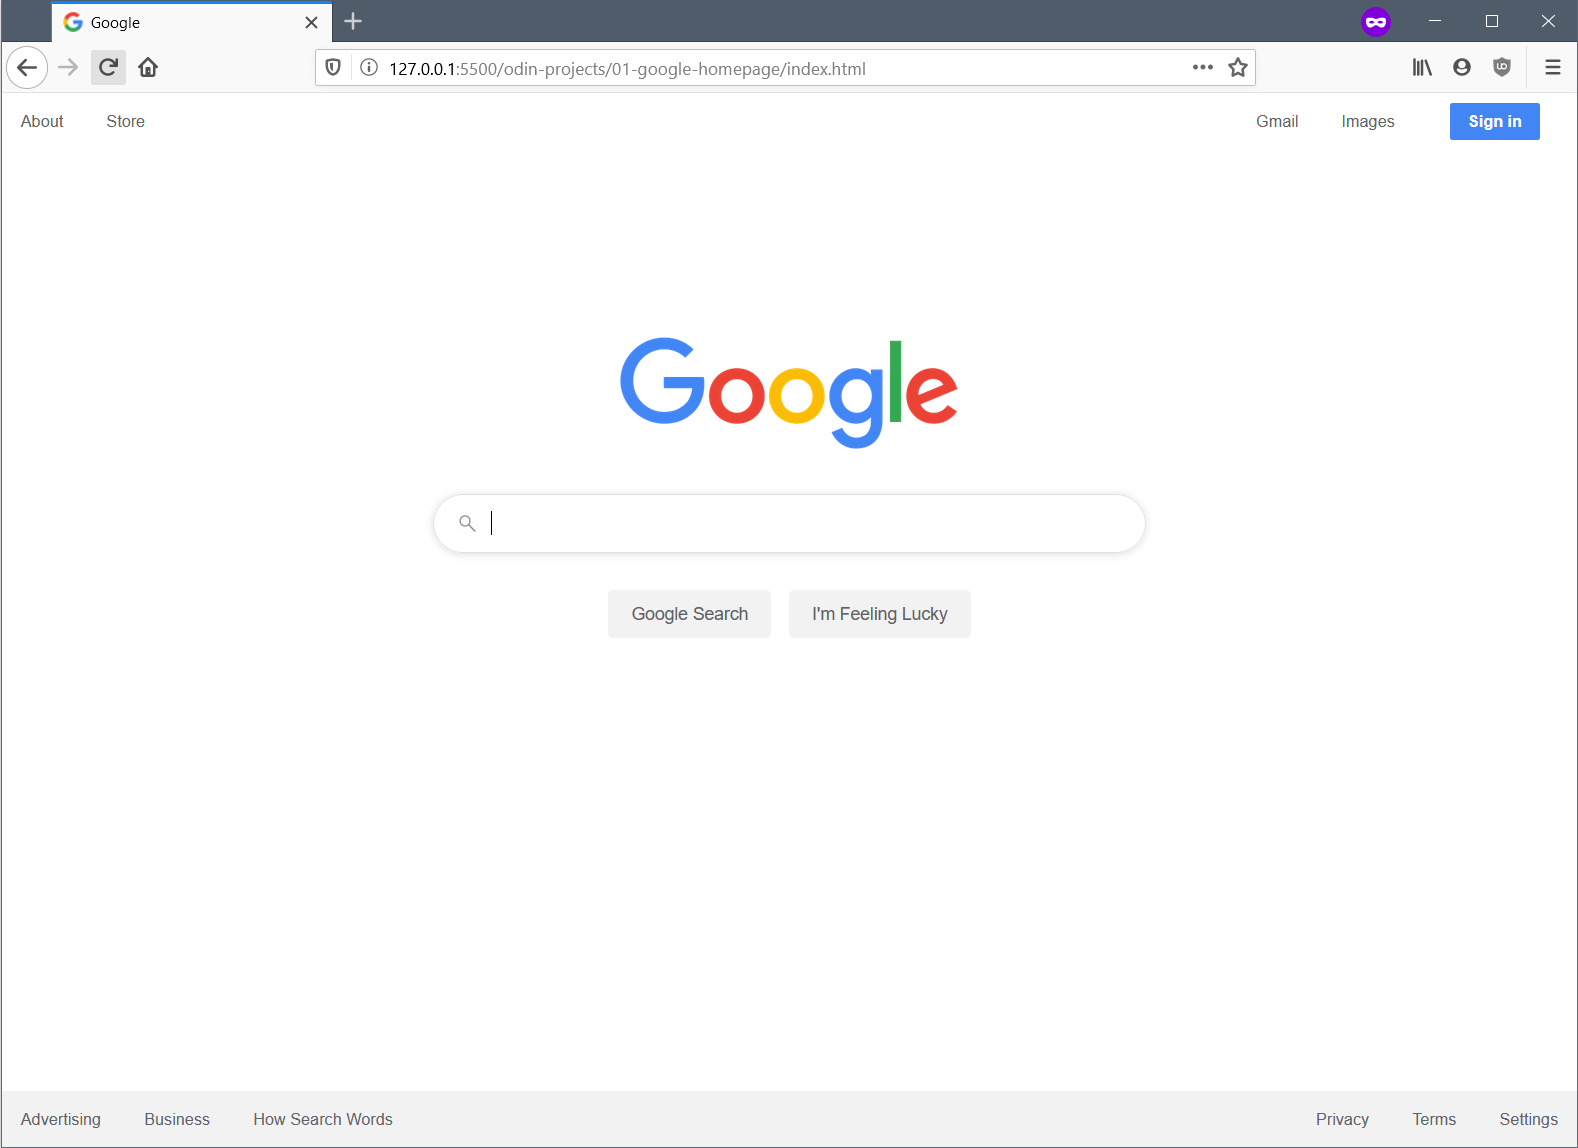 Google
127.0.0.1:5500/odin-projects/01-google-homepage/index.html
About Store Gmail Images Sign in
Google
Google Search I'm Feeling Lucky
Advertising Business How Search Words Privacy Terms Settings